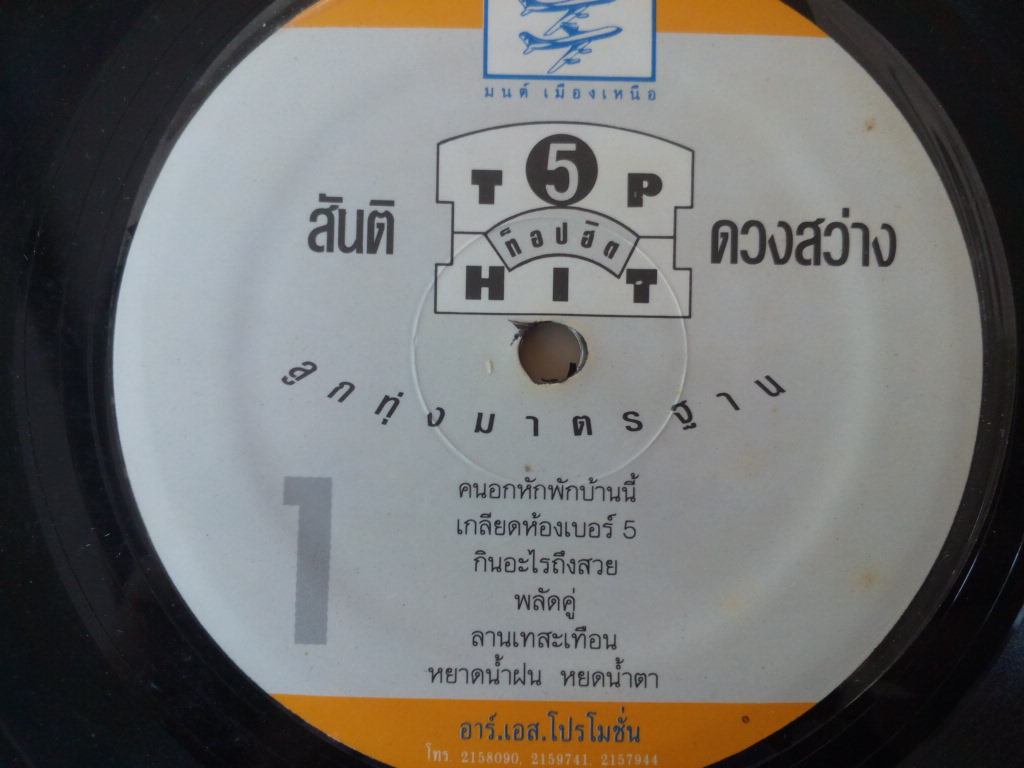 มนต์ เมืองเหนือ
5
TOP
สันติ ท็อปฮิต ดวงสว่าง
HIT
ลูกทุ่งมาตรฐาน
1
คนอกหักพักบ้านนี้
เกลียดห้องเบอร์ 5
กินอะไรถึงสวย
พลัดคู่
ลานเทสะเทือน
หยาดน้ำฝน หยดน้ำตา
อาร์.เอส.โปรโมชั่น
โทร. 2158090, 2159741, 2157944